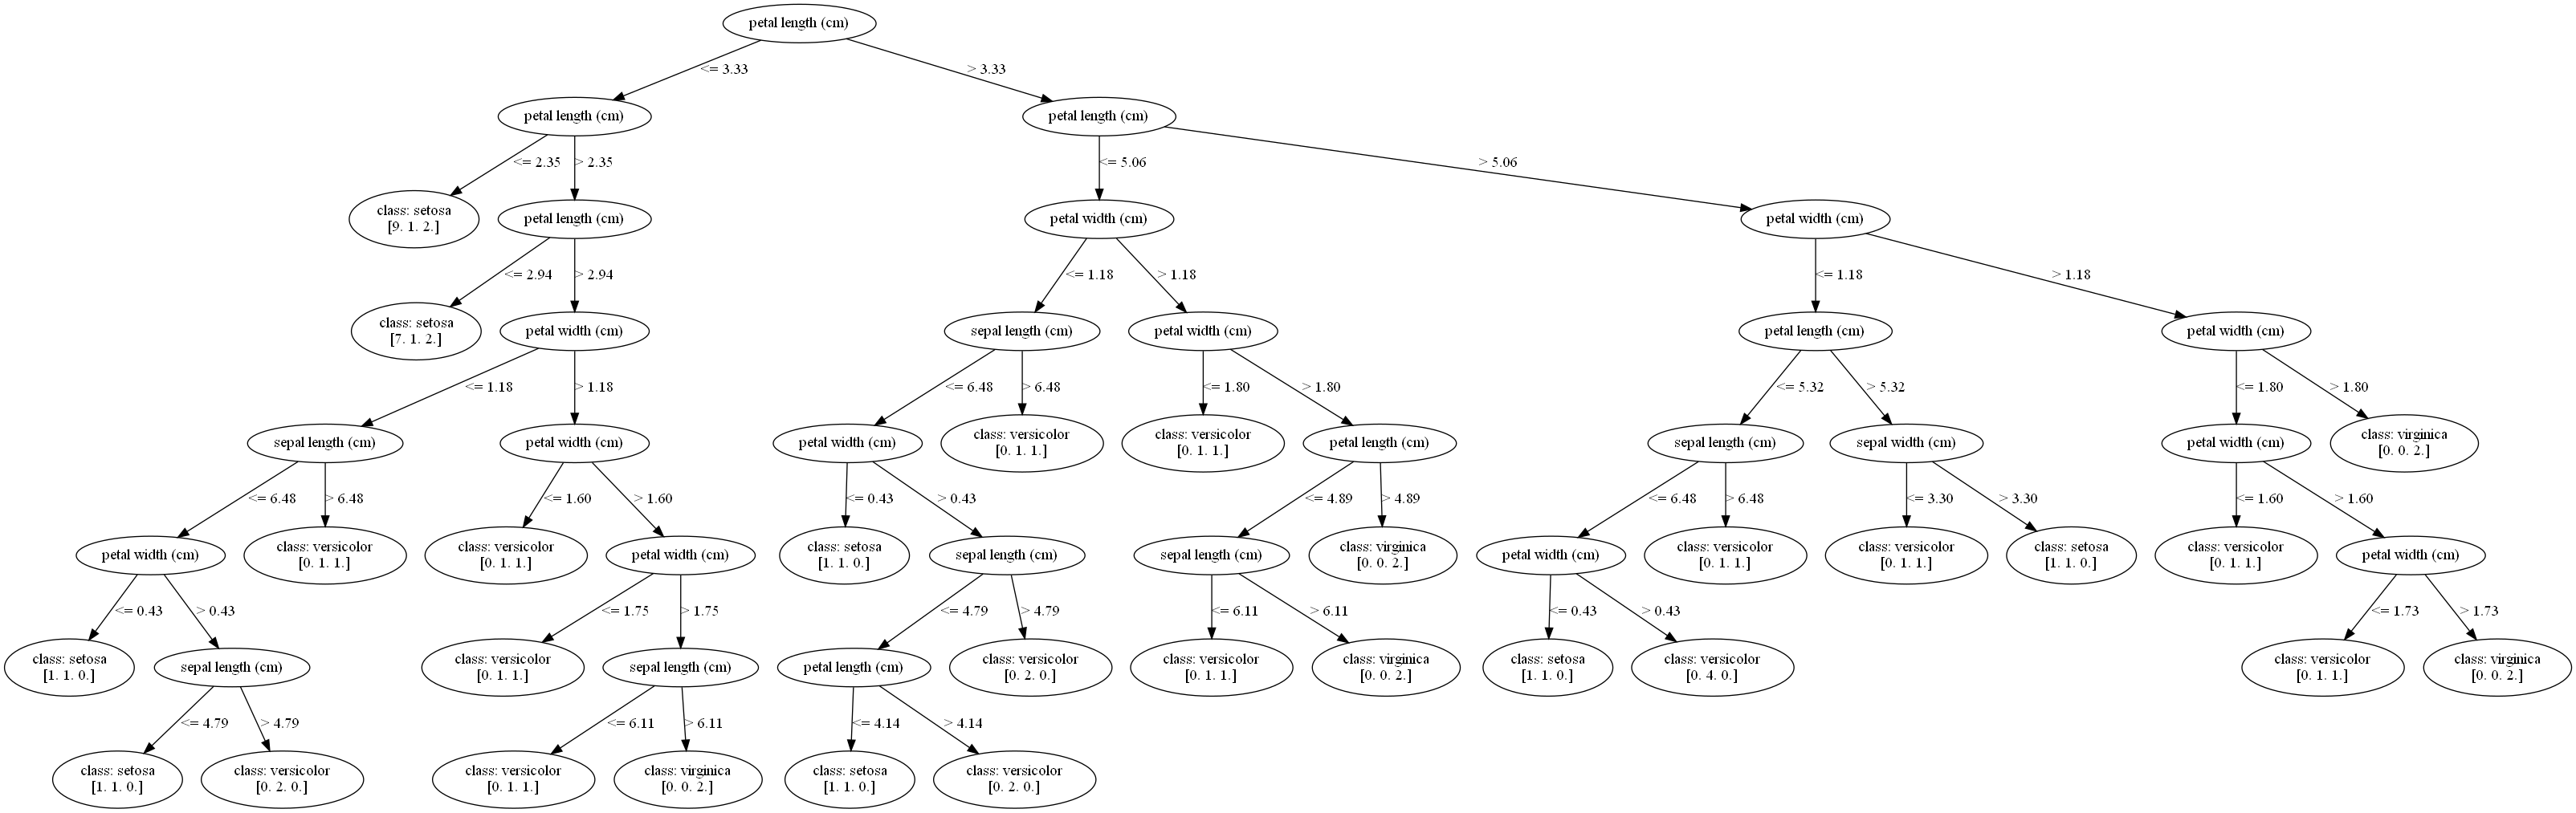 petal length (cm)
<= 3.33
> 3.33
petal length (cm)
petal length (cm)
<= 2.35
> 2.35
<= 5.06
> 5.06
class: setosa
[9. 1. 2.]
petal length (cm)
petal width (cm)
petal width (cm)
<= 2.94
> 2.94
<= 1.18
> 1.18
<= 1.18
> 1.18
class: setosa
[7. 1. 2.]
petal width (cm)
sepal length (cm)
petal width (cm)
petal length (cm)
petal width (cm)
<= 1.18
> 1.18
<= 6.48
> 6.48
<= 1.80
> 1.80
<= 5.32
> 5.32
<= 1.80
> 1.80
sepal length (cm)
petal width (cm)
petal width (cm)
class: versicolor
[0. 1. 1.]
class: versicolor
[0. 1. 1.]
petal length (cm)
sepal length (cm)
sepal width (cm)
petal width (cm)
class: virginica
[0. 0. 2.]
<= 6.48
> 6.48
<= 1.60
> 1.60
<= 0.43
> 0.43
<= 4.89
> 4.89
<= 6.48
> 6.48
<= 3.30
> 3.30
<= 1.60
> 1.60
petal width (cm)
class: versicolor
[0. 1. 1.]
class: versicolor
[0. 1. 1.]
petal width (cm)
class: setosa
[1. 1. 0.]
sepal length (cm)
sepal length (cm)
class: virginica
[0. 0. 2.]
petal width (cm)
class: versicolor
[0. 1. 1.]
class: versicolor
[0. 1. 1.]
class: setosa
[1. 1. 0.]
class: versicolor
[0. 1. 1.]
petal width (cm)
<= 0.43
> 0.43
<= 1.75
> 1.75
<= 4.79
> 4.79
<= 6.11
> 6.11
<= 0.43
> 0.43
<= 1.73
> 1.73
class: setosa
[1. 1. 0.]
sepal length (cm)
class: versicolor
[0. 1. 1.]
sepal length (cm)
petal length (cm)
class: versicolor
[0. 2. 0.]
class: versicolor
[0. 1. 1.]
class: virginica
[0. 0. 2.]
class: setosa
[1. 1. 0.]
class: versicolor
[0. 4. 0.]
class: versicolor
[0. 1. 1.]
class: virginica
[0. 0. 2.]
<= 4.79
> 4.79
<= 6.11
> 6.11
<= 4.14
> 4.14
class: setosa
[1. 1. 0.]
class: versicolor
[0. 2. 0.]
class: versicolor
[0. 1. 1.]
class: virginica
[0. 0. 2.]
class: setosa
[1. 1. 0.]
class: versicolor
[0. 2. 0.]